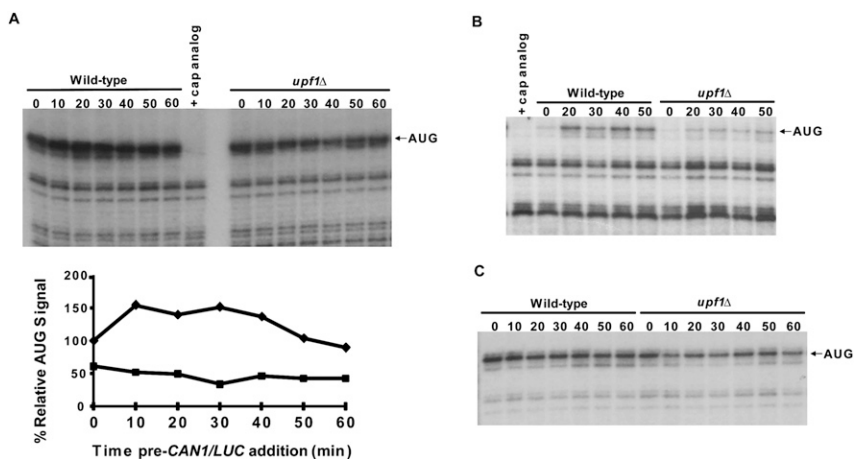 A
Wild-type
+ cap analog
upf1Δ
0 10 20 30 40 50 60
0 10 20 30 40 50 60
←AUG
% Relative AUG Signal
200
150
100
50
0
0 10 20 30 40 50 60
Time pre-CAN1/LUC addition (min)
B
+ cap analog
Wild-type
upf1Δ
0 20 30 40 50
0 20 30 40 50
←AUG
C
Wild-type
upf1Δ
0 10 20 30 40 50 60
0 10 20 30 40 50 60
←AUG